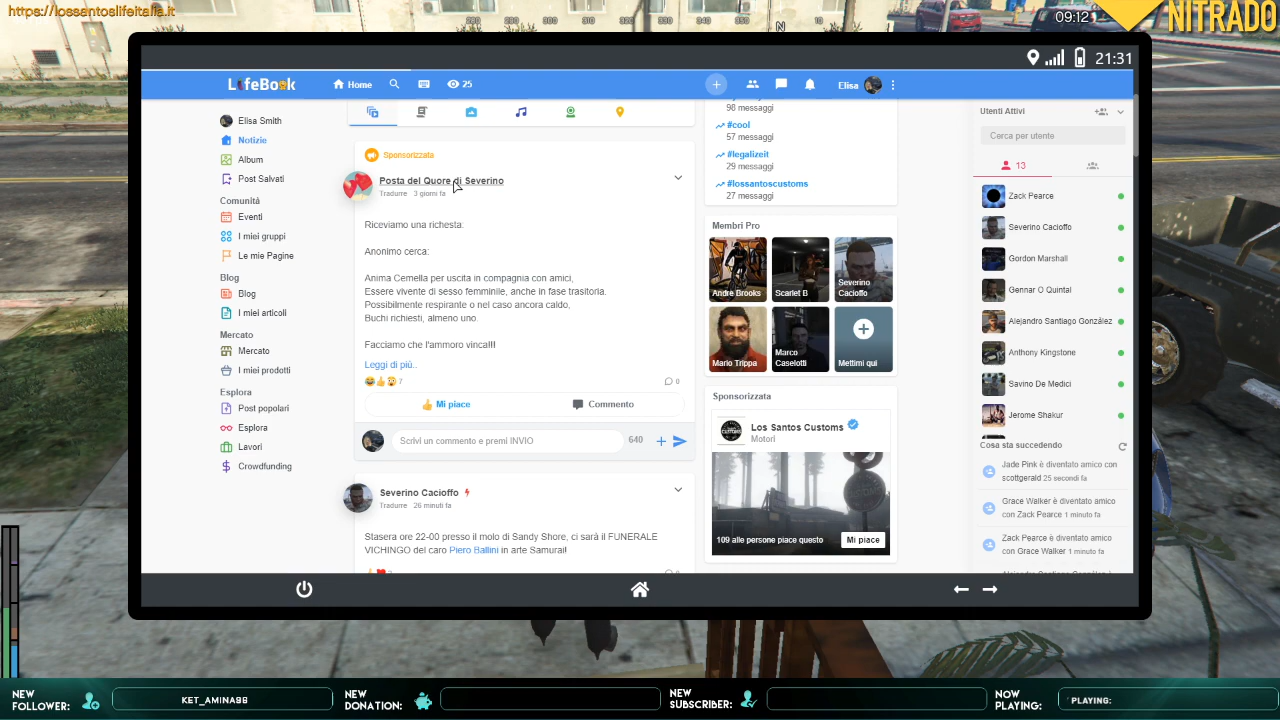 https://lossantoslifeitalia.it
280 290 300 310 320 330 340 350 N 10
09:12
NITRADO
21:31
LifeBook
Home
25
Elisa
Elisa Smith
Notizie
Album
Post Salvati
Comunità
Eventi
I miei gruppi
Le mie Pagine
Blog
Blog
I miei articoli
Mercato
Mercato
I miei prodotti
Esplora
Post popolari
Esplora
Lavori
Crowdfunding
Sponsorizzata
Posta del Quore di Severino
Tradurre 3 giorni fa
Riceviamo una richesta:
Anonimo cerca:
Anima Cemella per uscita in compagnia con amici,
Essere vivente di sesso femminile, anche in fase trasitoria.
Possibilmente respirante o nel caso ancora caldo,
Buchi richiesti, almeno uno.
Facciamo che l'ammoro vinca!!!
Leggi di più..
7
0
Mi piace
Commento
Scrivi un commento e premi INVIO
640
Severino Cacioffo
Tradurre 26 minuti fa
Stasera ore 22-00 presso il molo di Sandy Shore, ci sarà il FUNERALE
VICHINGO del caro Piero Ballini in arte Samurai!
98 messaggi
#cool
57 messaggi
#legalizeit
29 messaggi
#lossantoscustoms
27 messaggi
Membri Pro
Andre Brooks
Scarlet B
Severino
Cacioffo
Mario Trippa
Marco
Caselotti
Mettimi qui
Sponsorizzata
Los Santos Customs
Motori
109 alle persone piace questo
Mi piace
Utenti Attivi
Cerca per utente
13
Zack Pearce
Severino Cacioffo
Gordon Marshall
Gennar O Quintal
Alejandro Santiago González
Anthony Kingstone
Savino De Medici
Jerome Shakur
Cosa sta succedendo
Jade Pink è diventato amico con
scottgerald 25 secondi fa
Grace Walker è diventato amico
con Zack Pearce 1 minuto fa
Zack Pearce è diventato amico
con Grace Walker 1 minuto fa
NEW
FOLLOWER:
KET_AMINA88
NEW
DONATION:
NEW
SUBSCRIBER:
NOW
PLAYING:
PLAYING: